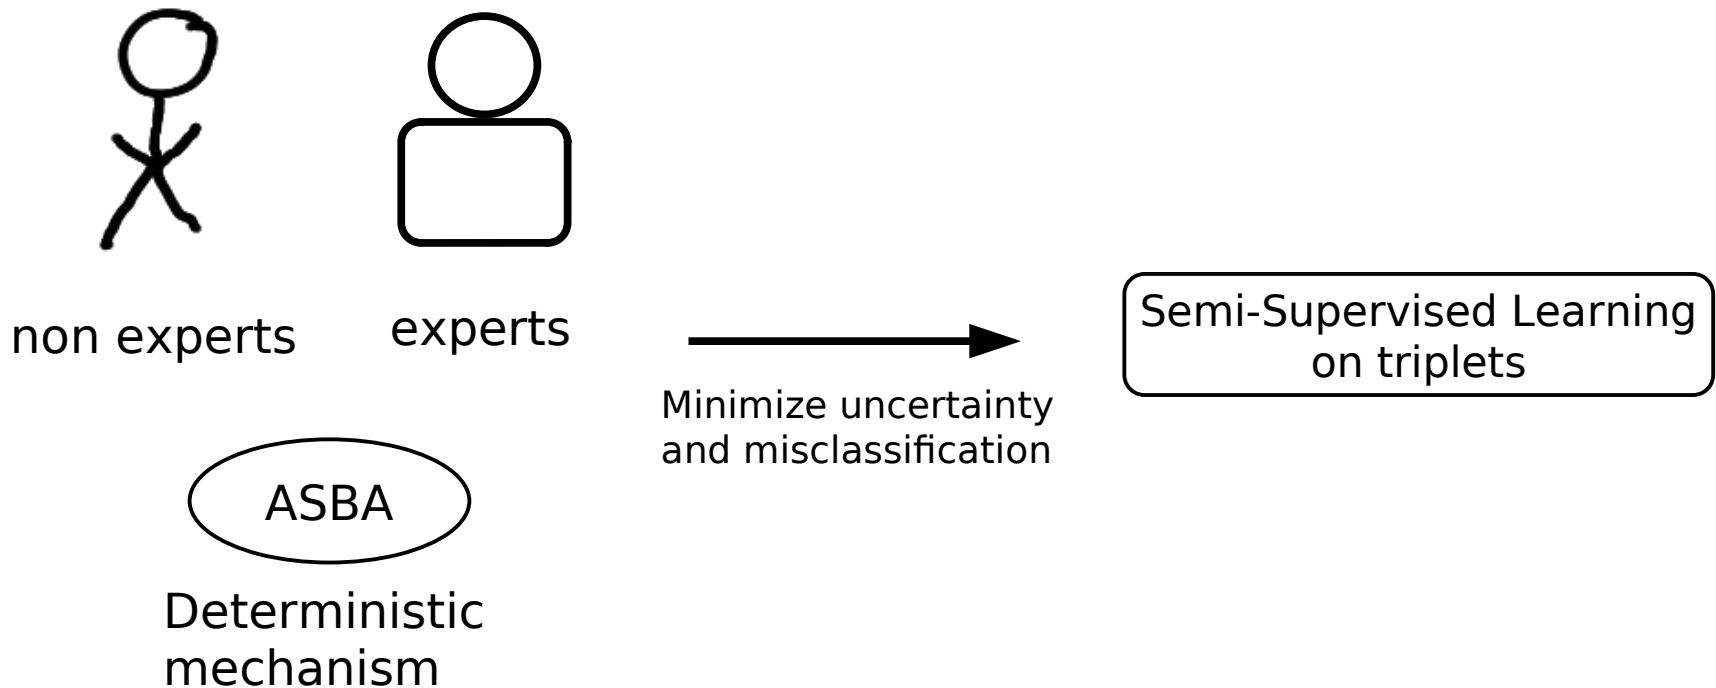 non experts
experts
ASBA
Deterministic
mechanism
Minimize uncertainty
and misclassification
Semi-Supervised Learning
on triplets